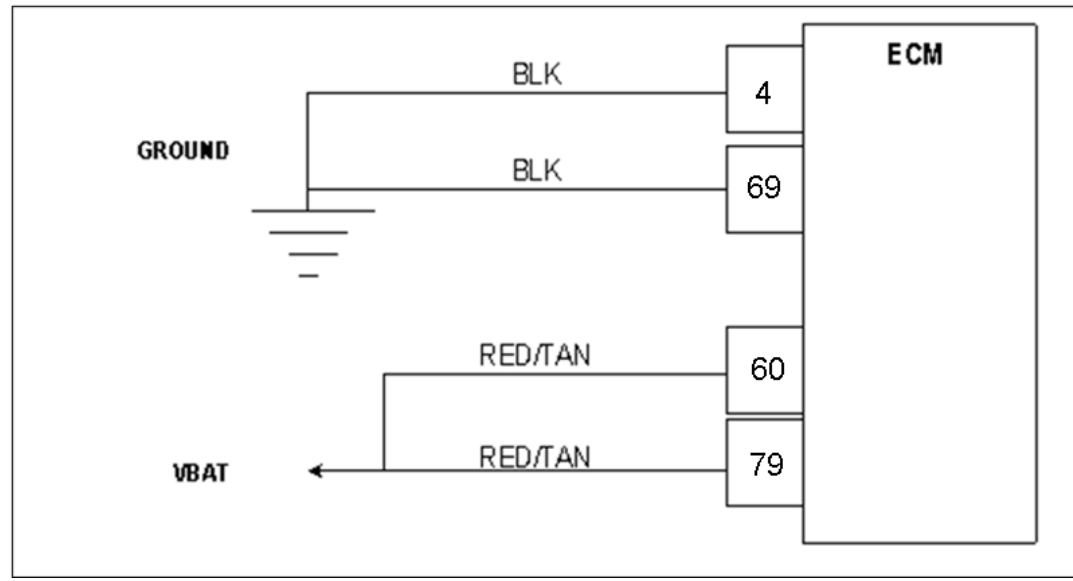 ECM
BLK
4
GROUND
BLK
69
RED/TAN
60
VBAT
RED/TAN
79